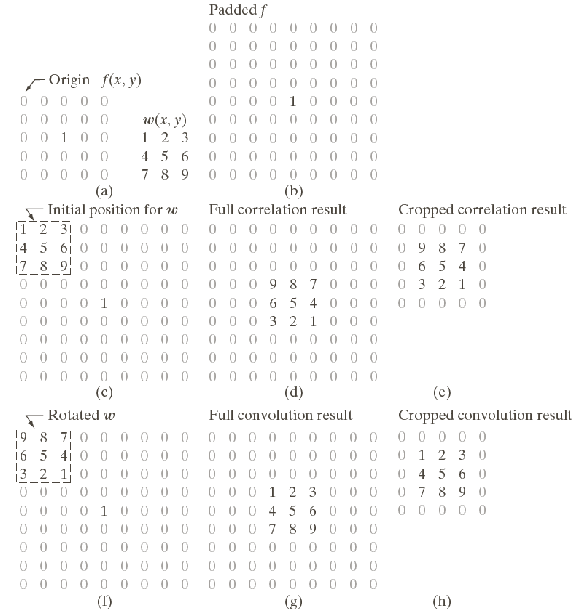 Origin f(x, y)
0 0 0 0 0
0 0 0 0 0
0 0 1 0 0
0 0 0 0 0
0 0 0 0 0
w(x, y)
1 2 3
4 5 6
7 8 9
(a)
Padded f
0 0 0 0 0 0 0 0 0
0 0 0 0 0 0 0 0 0
0 0 0 0 0 0 0 0 0
0 0 0 0 0 0 0 0 0
0 0 0 0 1 0 0 0 0
0 0 0 0 0 0 0 0 0
0 0 0 0 0 0 0 0 0
0 0 0 0 0 0 0 0 0
0 0 0 0 0 0 0 0 0
(b)
Initial position for w
1 2 3 0 0 0 0 0 0
4 5 6 0 0 0 0 0 0
7 8 9 0 0 0 0 0 0
0 0 0 0 0 0 0 0 0
0 0 0 0 1 0 0 0 0
0 0 0 0 0 0 0 0 0
0 0 0 0 0 0 0 0 0
0 0 0 0 0 0 0 0 0
0 0 0 0 0 0 0 0 0
(c)
Full correlation result
0 0 0 0 0 0 0 0 0
0 0 0 0 0 0 0 0 0
0 0 0 0 0 0 0 0 0
0 0 0 9 8 7 0 0 0
0 0 0 6 5 4 0 0 0
0 0 0 3 2 1 0 0 0
0 0 0 0 0 0 0 0 0
0 0 0 0 0 0 0 0 0
0 0 0 0 0 0 0 0 0
(d)
Cropped correlation result
0 0 0 0 0
0 9 8 7 0
0 6 5 4 0
0 3 2 1 0
0 0 0 0 0
(e)
Rotated w
9 8 7 0 0 0 0 0 0
6 5 4 0 0 0 0 0 0
3 2 1 0 0 0 0 0 0
0 0 0 0 0 0 0 0 0
0 0 0 0 1 0 0 0 0
0 0 0 0 0 0 0 0 0
0 0 0 0 0 0 0 0 0
0 0 0 0 0 0 0 0 0
0 0 0 0 0 0 0 0 0
(f)
Full convolution result
0 0 0 0 0 0 0 0 0
0 0 0 0 0 0 0 0 0
0 0 0 0 0 0 0 0 0
0 0 0 1 2 3 0 0 0
0 0 0 4 5 6 0 0 0
0 0 0 7 8 9 0 0 0
0 0 0 0 0 0 0 0 0
0 0 0 0 0 0 0 0 0
0 0 0 0 0 0 0 0 0
(g)
Cropped convolution result
0 0 0 0 0
0 1 2 3 0
0 4 5 6 0
0 7 8 9 0
0 0 0 0 0
(h)